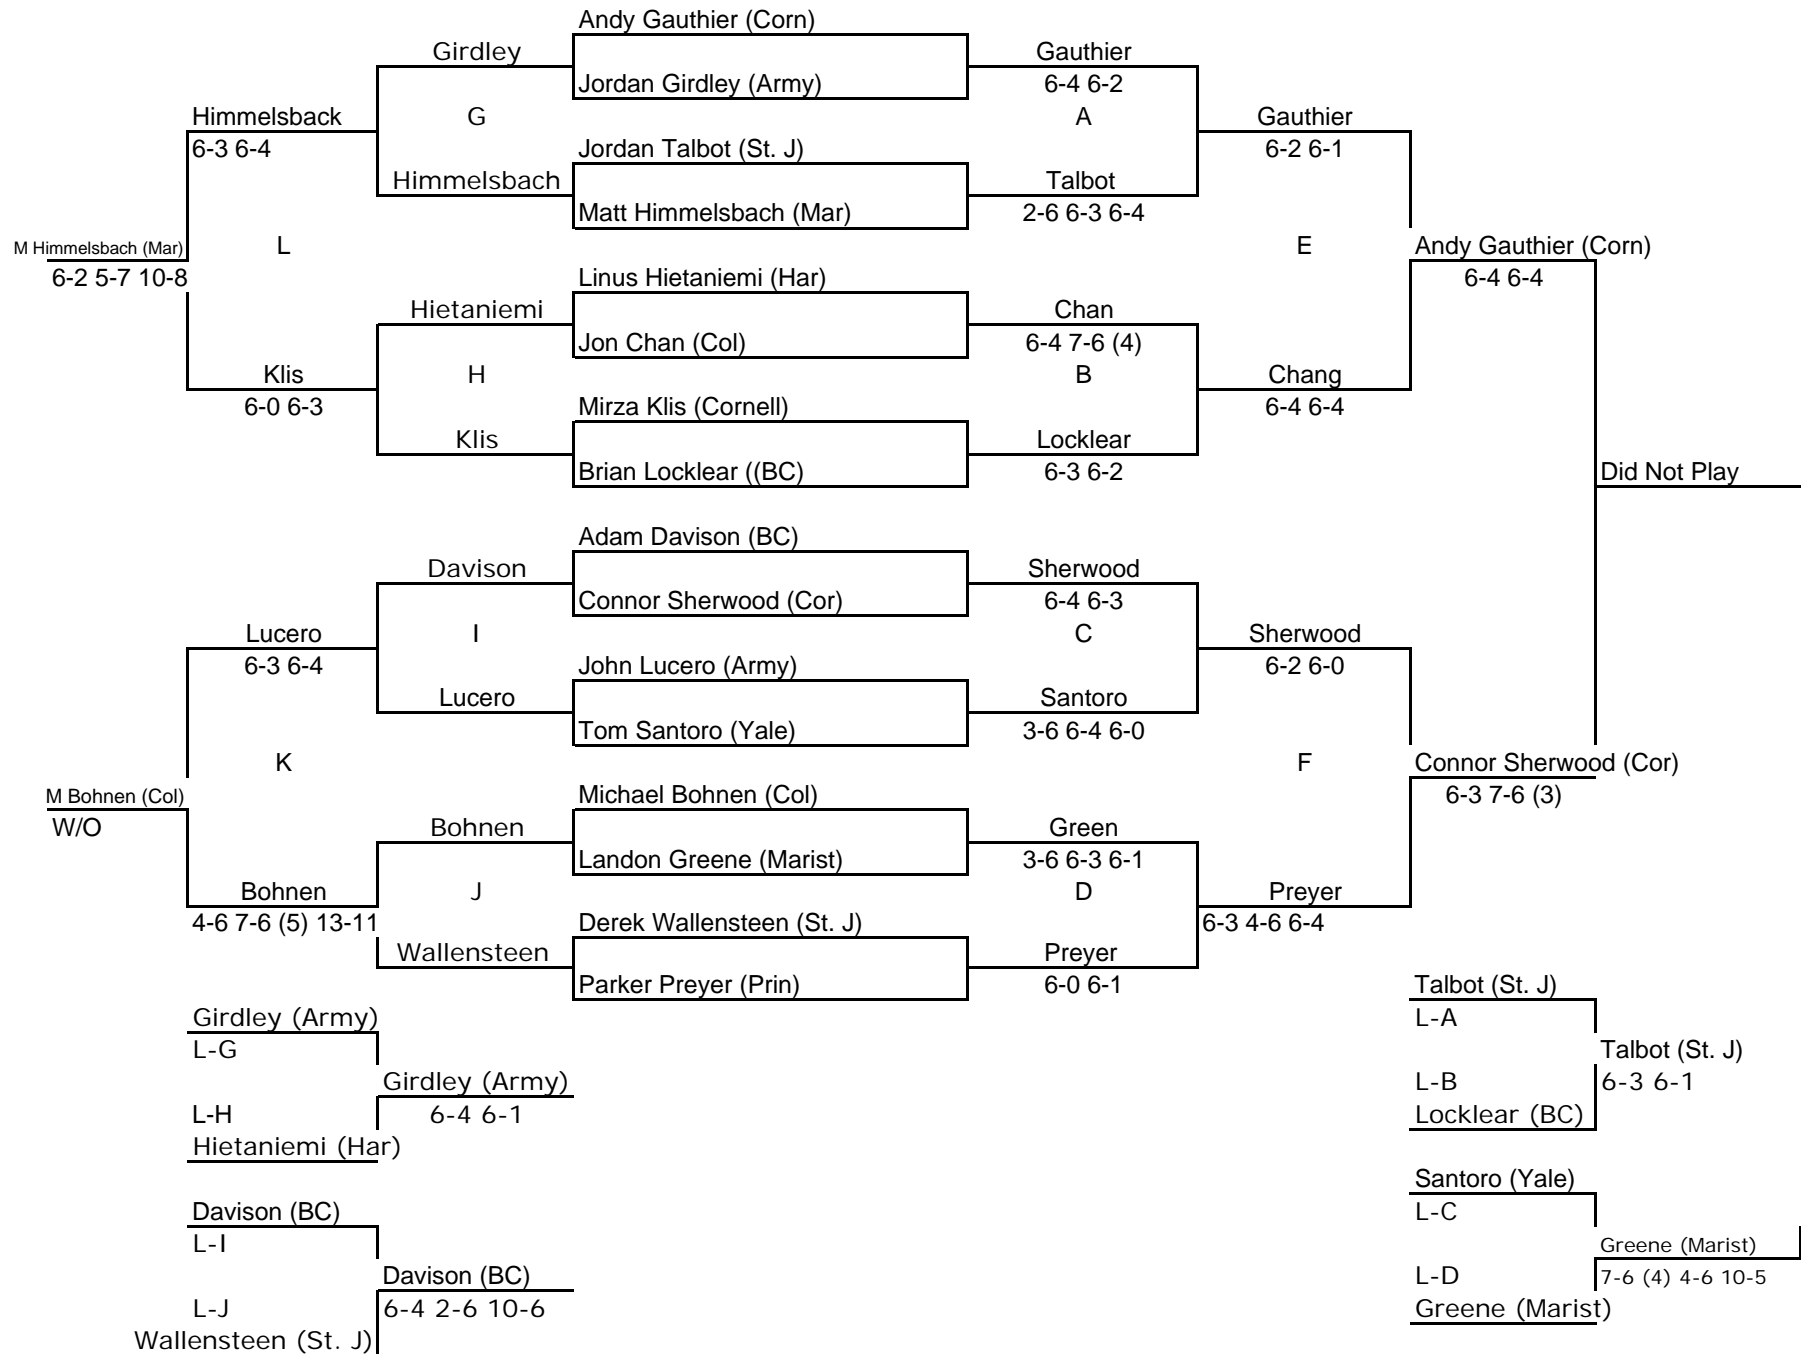 Andy Gauthier (Corn)
Girdley
Gauthier
Jordan Girdley (Army)
6-4 6-2
Himmelsback
G
A
Gauthier
6-3 6-4
Jordan Talbot (St. J)
6-2 6-1
Himmelsbach
Talbot
Matt Himmelsbach (Mar)
2-6 6-3 6-4
M Himmelsbach (Mar)
L
E
Andy Gauthier (Corn)
6-2 5-7 10-8
Linus Hietaniemi (Har)
6-4 6-4
Hietaniemi
Chan
Jon Chan (Col)
6-4 7-6 (4)
Klis
H
B
Chang
6-0 6-3
Mirza Klis (Cornell)
6-4 6-4
Klis
Locklear
Brian Locklear ((BC)
6-3 6-2
Did Not Play
Adam Davison (BC)
Davison
Sherwood
Connor Sherwood (Cor)
6-4 6-3
Lucero
I
C
Sherwood
6-3 6-4
John Lucero (Army)
6-2 6-0
Lucero
Santoro
Tom Santoro (Yale)
3-6 6-4 6-0
K
F
Connor Sherwood (Cor)
M Bohnen (Col)
Michael Bohnen (Col)
6-3 7-6 (3)
W/O
Bohnen
Green
Landon Greene (Marist)
3-6 6-3 6-1
Bohnen
J
D
Preyer
4-6 7-6 (5) 13-11
Derek Wallensteen (St. J)
6-3 4-6 6-4
Wallensteen
Preyer
Parker Preyer (Prin)
6-0 6-1
Talbot (St. J)
Girdley (Army)
L-A
L-G
Talbot (St. J)
Girdley (Army)
L-B
6-3 6-1
L-H
6-4 6-1
Locklear (BC)
Hietaniemi (Har)
Santoro (Yale)
Davison (BC)
L-C
L-I
Greene (Marist)
Davison (BC)
L-D
7-6 (4) 4-6 10-5
L-J
6-4 2-6 10-6
Greene (Marist)
Wallensteen (St. J)